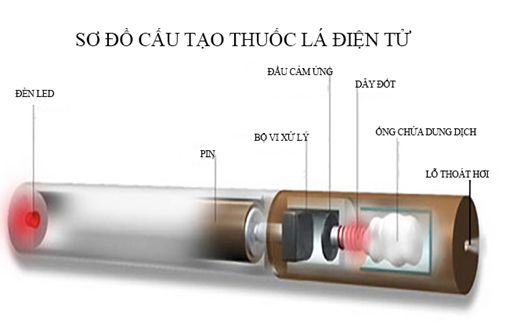 SƠ ĐỒ CẤU TẠO THUỐC LÁ ĐIỆN TỬ
ĐẦU CẢM ỨNG
DÂY ĐỐT
ĐÈN LED
ỐNG CHỨA DUNG DỊCH
BỘ VI XỬ LÝ
PIN
LỖ THOÁT HƠI